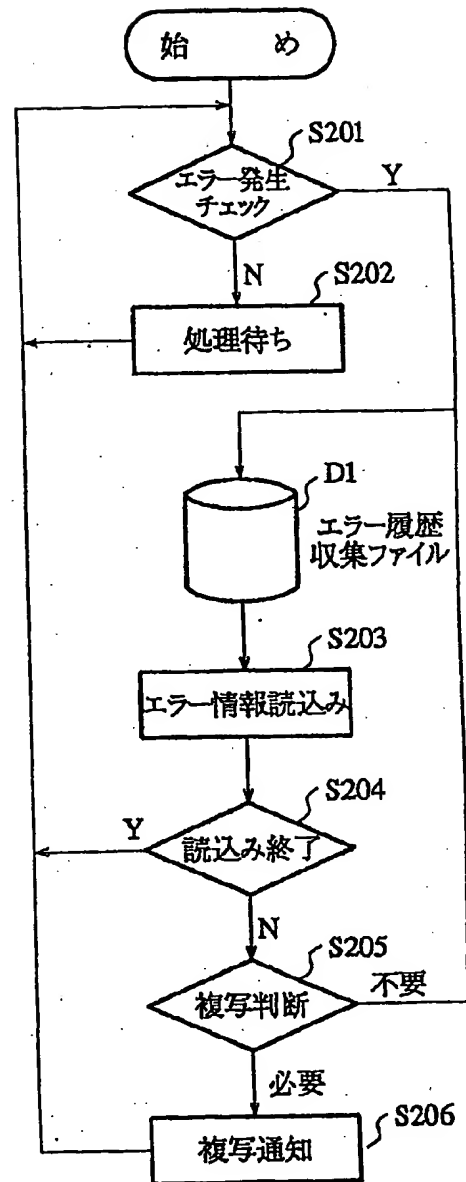 始 め
S201
エラー発生
チェック
Y
N
S202
処理待ち
D1
エラー履歴
収集ファイル
S203
エラー情報読込み
S204
Y
読込み終了
N
S205
複写判断
不要
必要
S206
複写通知